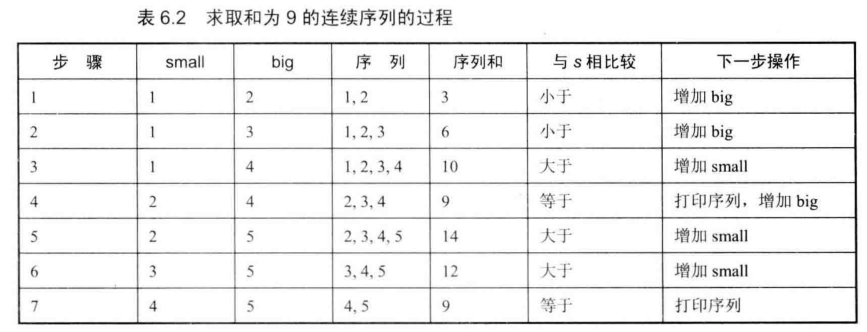 表 6.2 求取和为 9 的连续序列的过程
步 骤 small big 序 列 序列和 与 s 相比较 下一步操作
1 1 2 1, 2 3 小于 增加 big
2 1 3 1, 2, 3 6 小于 增加 big
3 1 4 1, 2, 3, 4 10 大于 增加 small
4 2 4 2, 3, 4 9 等于 打印序列，增加 big
5 2 5 2, 3, 4, 5 14 大于 增加 small
6 3 5 3, 4, 5 12 大于 增加 small
7 4 5 4, 5 9 等于 打印序列